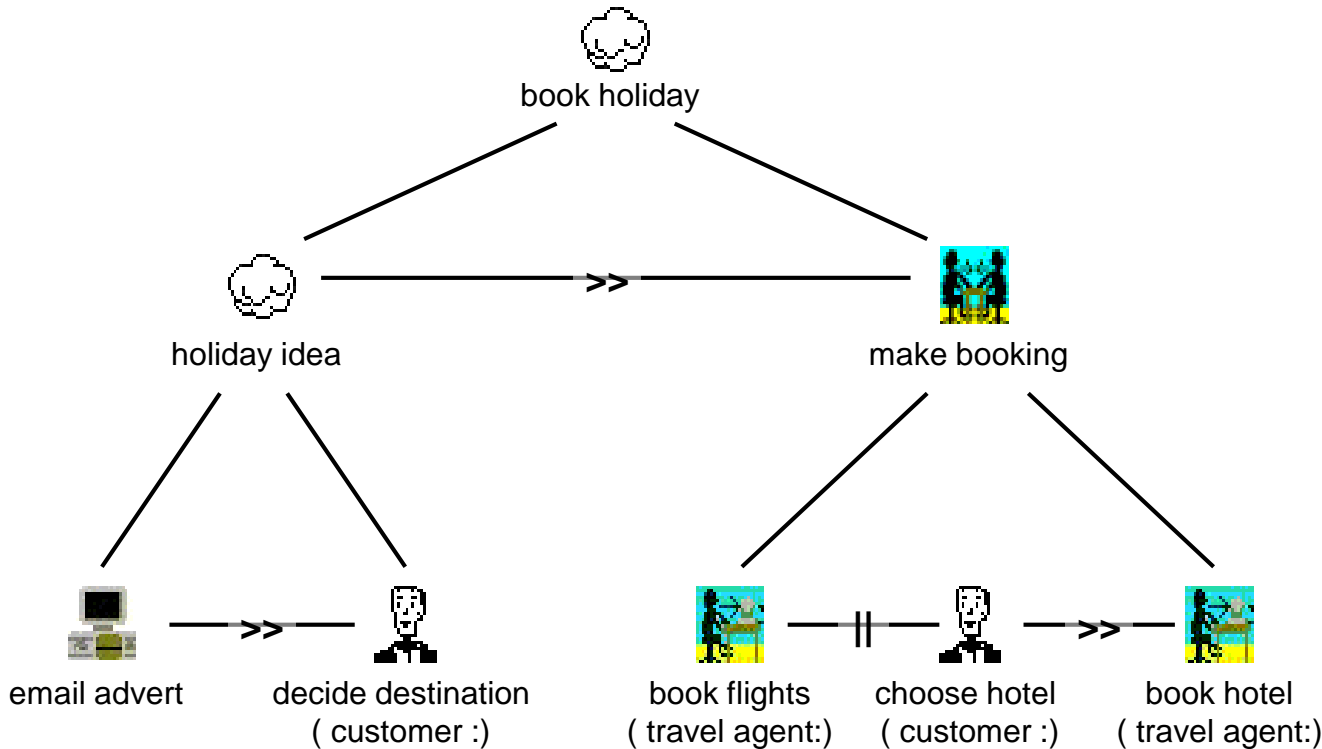 book holiday
>>
holiday idea
make booking
>>
||
>>
email advert
decide destination
( customer :)
book flights
( travel agent:)
choose hotel
( customer :)
book hotel
( travel agent:)